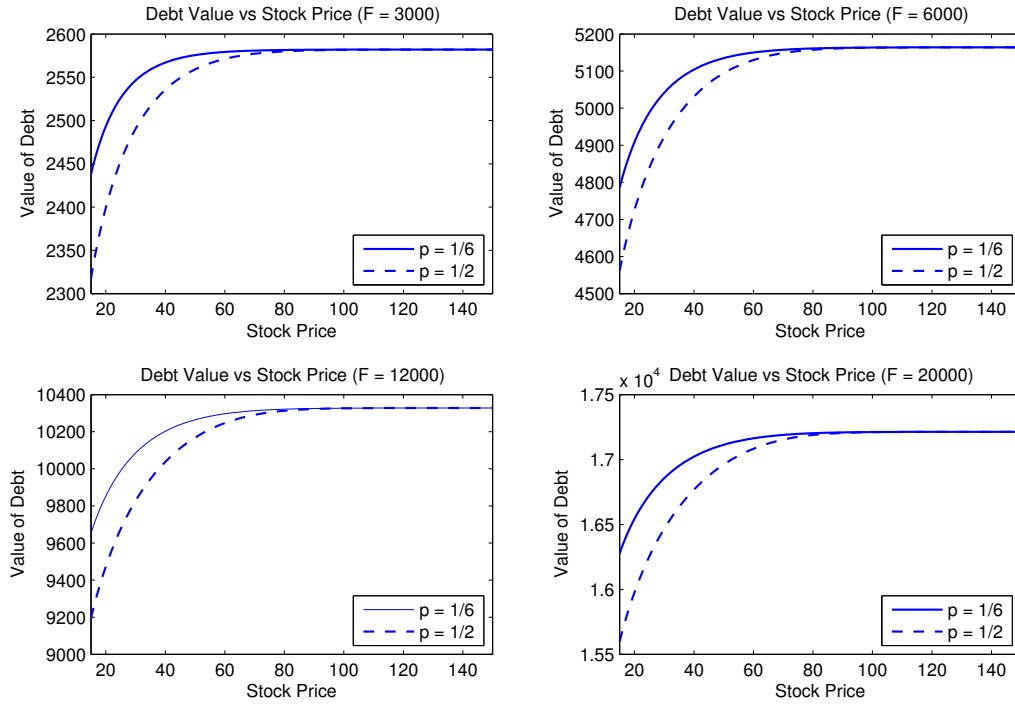 Debt Value vs Stock Price (F = 3000)
2600
2550
2500
2450
2400
2350
2300
Value of Debt
p = 1/6
p = 1/2
20 40 60 80 100 120 140
Stock Price
Debt Value vs Stock Price (F = 6000)
5200
5100
5000
4900
4800
4700
4600
4500
Value of Debt
p = 1/6
p = 1/2
20 40 60 80 100 120 140
Stock Price
Debt Value vs Stock Price (F = 12000)
10400
10200
10000
9800
9600
9400
9200
9000
Value of Debt
p = 1/6
p = 1/2
20 40 60 80 100 120 140
Stock Price
x 10^4 Debt Value vs Stock Price (F = 20000)
1.75
1.7
1.65
1.6
1.55
Value of Debt
p = 1/6
p = 1/2
20 40 60 80 100 120 140
Stock Price